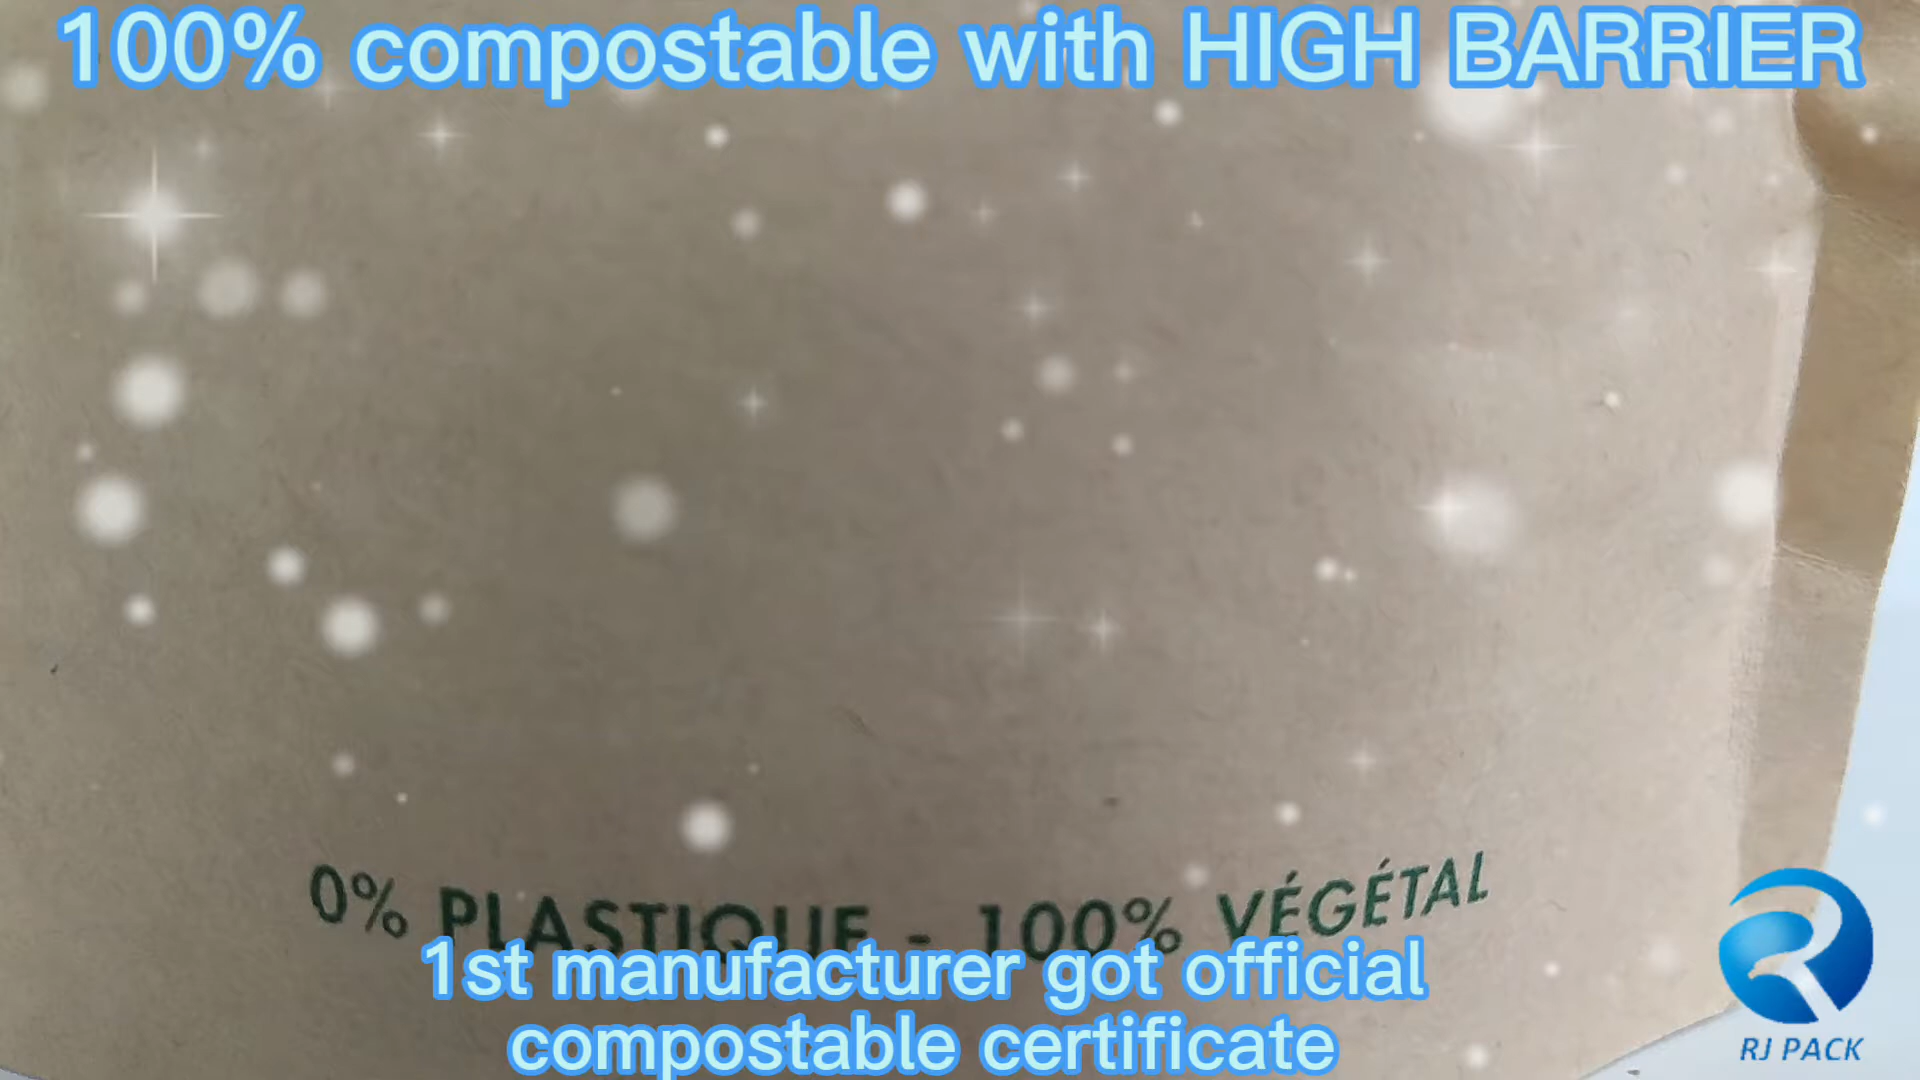 100% compostable with HIGH BARRIER
0% PLASTIQUE - 100% VÉGÉTAL
1st manufacturer got official
compostable certificate
RJ PACK